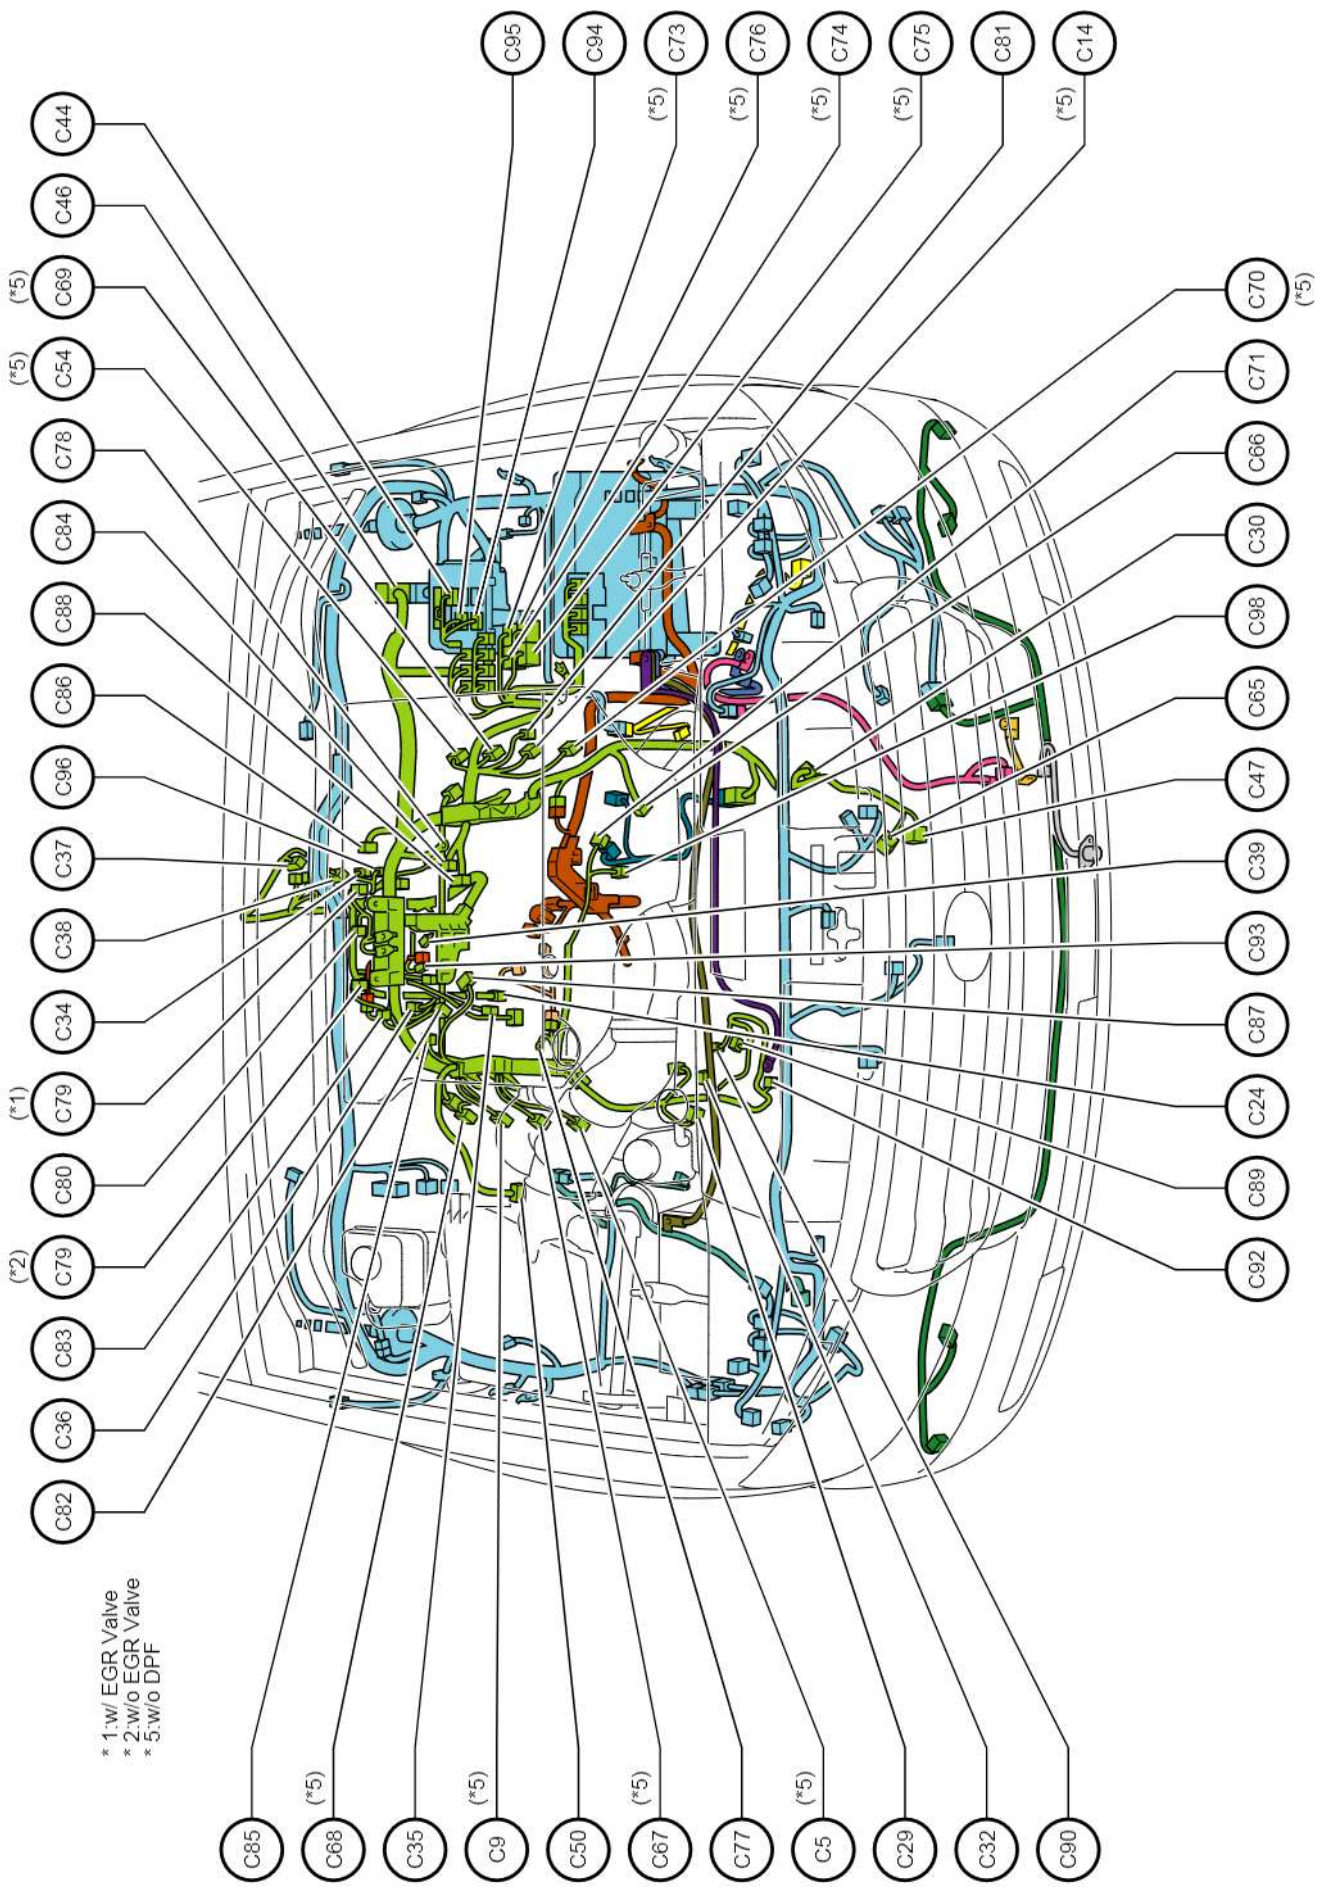 * 1:w/ EGR Valve
* 2:w/o EGR Valve
* 5:w/o DPF
C82
C36
C83
(*2)
C79
C80
(*1)
C79
C34
C38
C37
C96
C86
C88
C84
C78
(*5)
C54
(*5)
C69
C46
C44
C85
(*5)
C68
C35
(*5)
C9
C50
(*5)
C67
C77
(*5)
C5
C29
C32
C90
C95
C94
(*5)
C73
(*5)
C76
(*5)
C74
(*5)
C75
C81
(*5)
C14
C92
C89
C24
C87
C93
C39
C47
C65
C98
C30
C66
C71
C70
(*5)